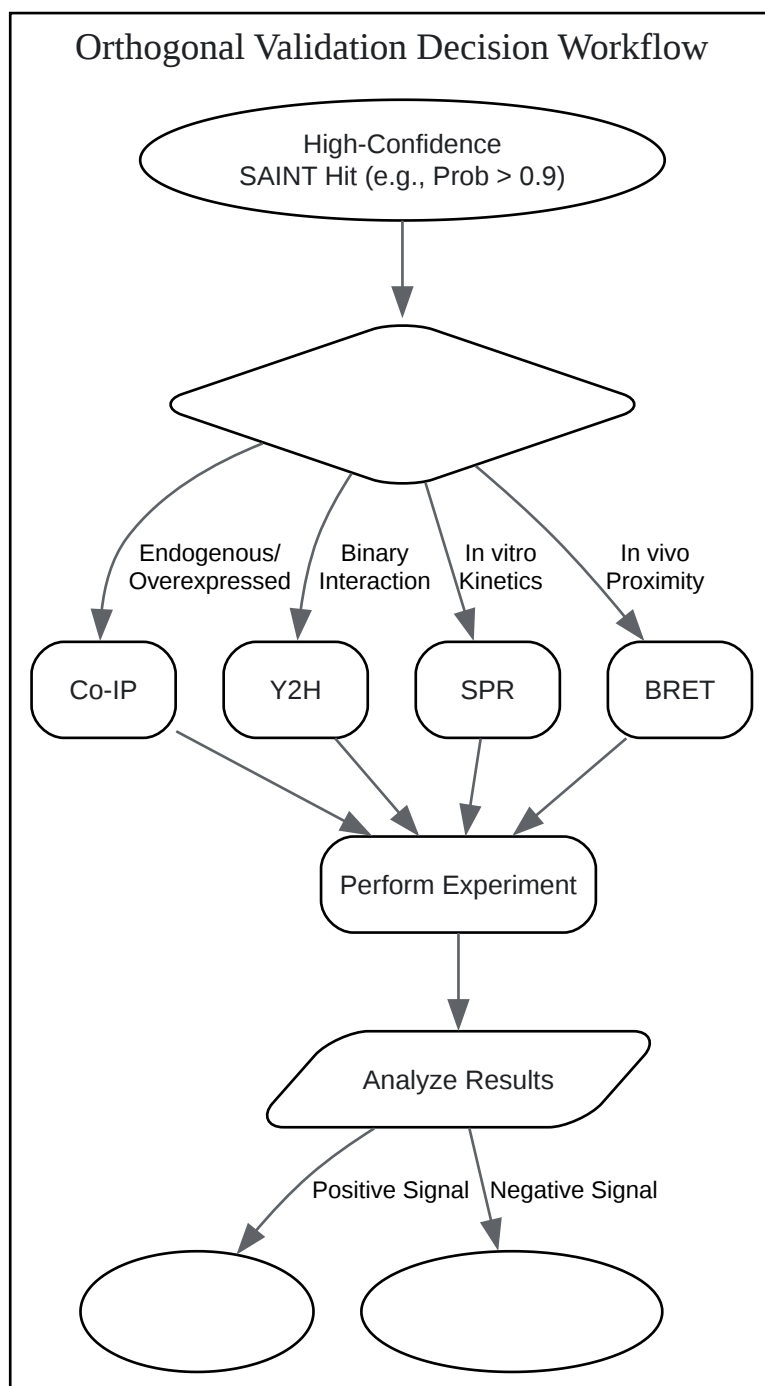 Orthogonal Validation Decision Workflow
High-Confidence
SAINT Hit (e.g., Prob > 0.9)
Endogenous/
Overexpressed
Binary
Interaction
In vitro
Kinetics
In vivo
Proximity
Co-IP
Y2H
SPR
BRET
Perform Experiment
Analyze Results
Positive Signal
Negative Signal